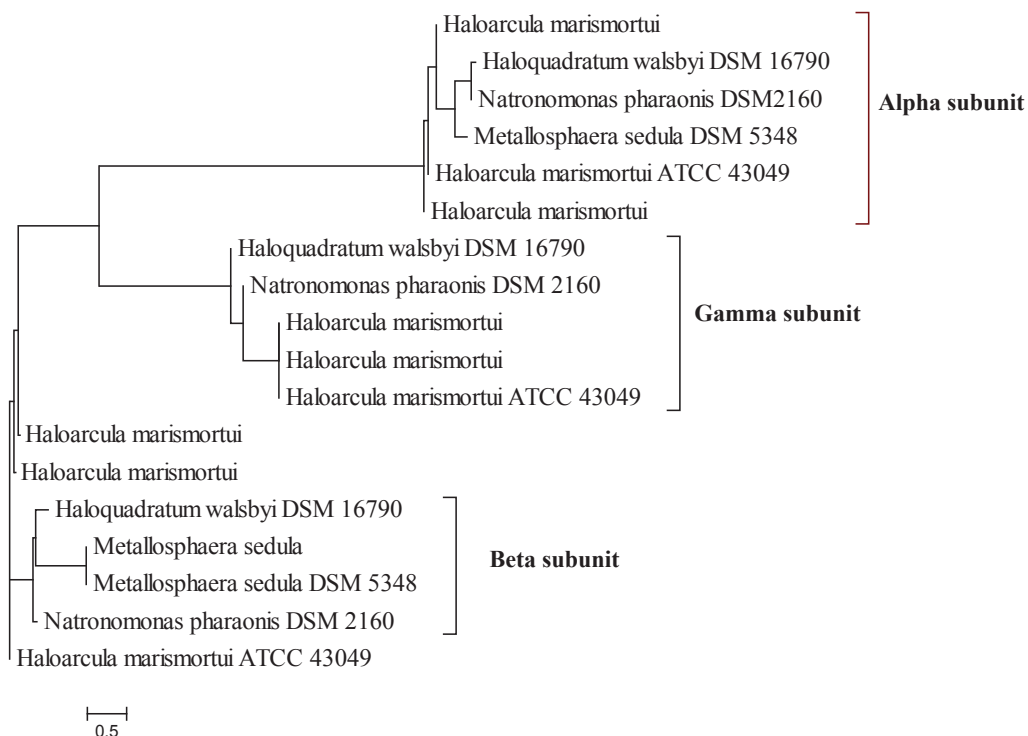 Haloarcula marismortui
Haloquadratum walsbyi DSM 16790
Natronomonas pharaonis DSM2160
Alpha subunit
Metallosphaera sedula DSM 5348
Haloarcula marismortui ATCC 43049
Haloarcula marismortui
Haloquadratum walsbyi DSM 16790
Natronomonas pharaonis DSM 2160
Gamma subunit
Haloarcula marismortui
Haloarcula marismortui
Haloarcula marismortui ATCC 43049
Haloarcula marismortui
Haloarcula marismortui
Haloquadratum walsbyi DSM 16790
Metallosphaera sedula
Beta subunit
Metallosphaera sedula DSM 5348
Natronomonas pharaonis DSM 2160
Haloarcula marismortui ATCC 43049
0.5